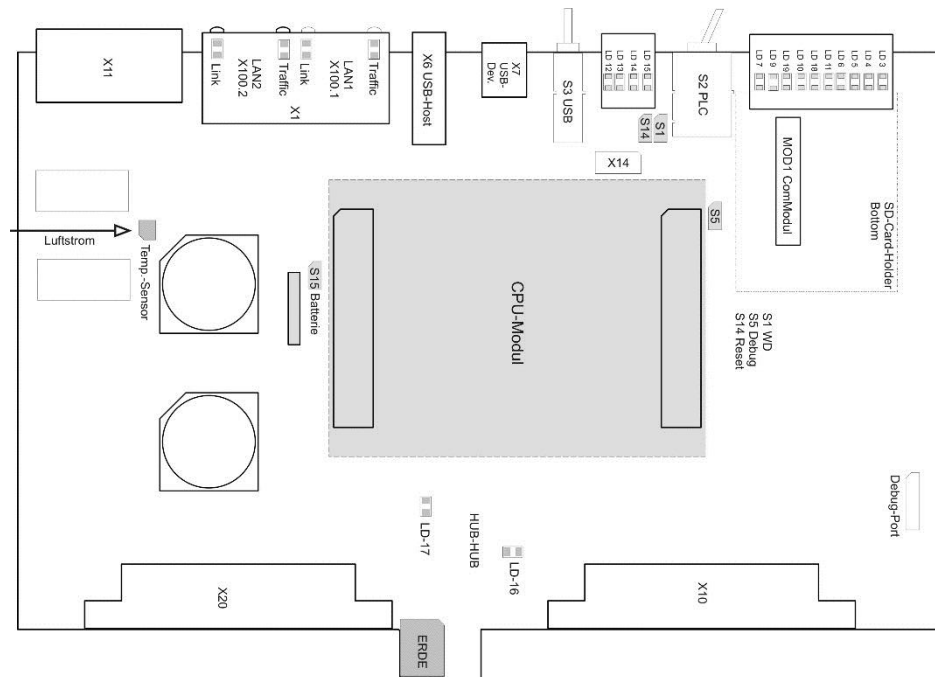 X11
Link
LAN2
X100.2
Traffic
Link
LAN1
X100.1
Traffic
X1
X6 USB-Host
X7
USB-
Dev.
S3 USB
LD 12
LD 13
LD 14
LD 15
S14
S1
S2 PLC
LD 7
LD 9
LD 19
LD 10
LD 18
LD 11
LD 6
LD 5
LD 4
LD 3
X14
MOD1 ComModul
SD-Card-Holder
Bottom
S5
Luftstrom
Temp.-Sensor
S15 Batterie
CPU-Modul
S1 WD
S5 Debug
S14 Reset
Debug-Port
LD-17
HUB-HUB
LD-16
X20
X10
ERDE